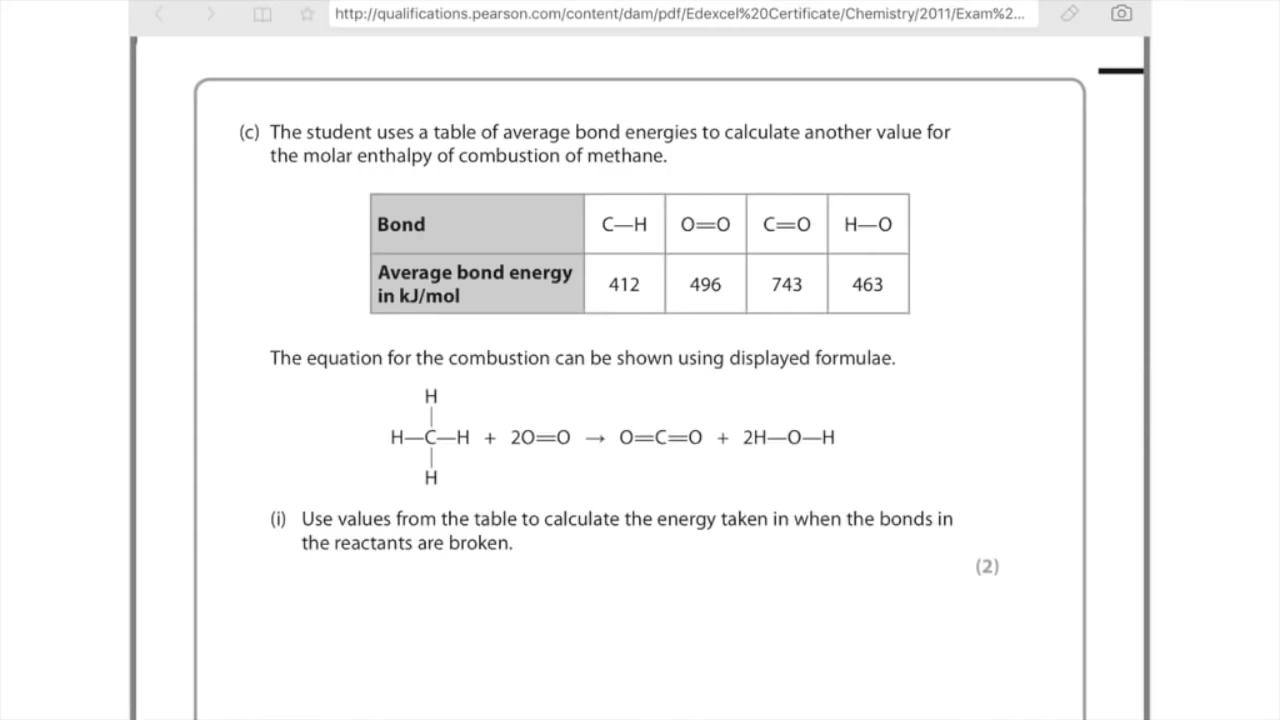 http://qualifications.pearson.com/content/dam/pdf/Edexcel%20Certificate/Chemistry/2011/Exam%2...
(c) The student uses a table of average bond energies to calculate another value for
the molar enthalpy of combustion of methane.
Bond C—H O=O C=O H—O
Average bond energy
in kJ/mol 412 496 743 463
The equation for the combustion can be shown using displayed formulae.
H
|
H—C—H + 2O=O → O=C=O + 2H—O—H
|
H
(i) Use values from the table to calculate the energy taken in when the bonds in
the reactants are broken.
(2)